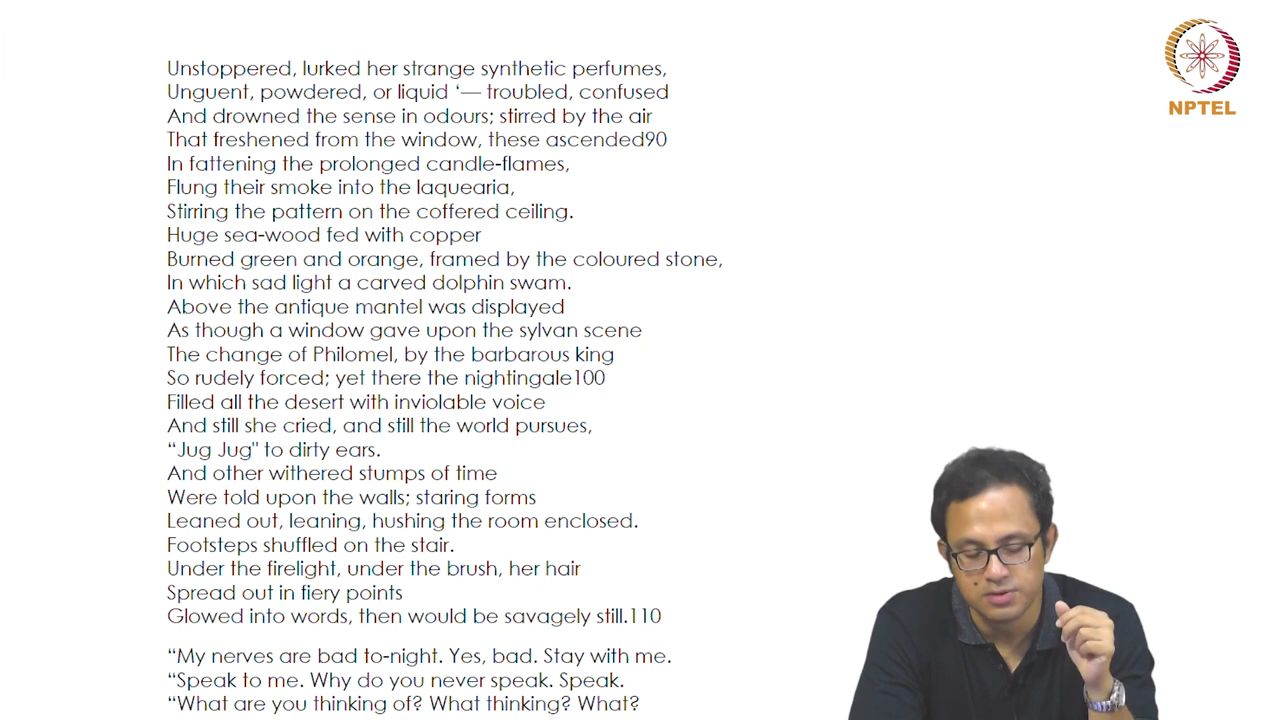 Unstoppered, lurked her strange synthetic perfumes,
Unguent, powdered, or liquid ‘— troubled, confused
And drowned the sense in odours; stirred by the air
That freshened from the window, these ascended90
In fattening the prolonged candle-flames,
Flung their smoke into the laquearia,
Stirring the pattern on the coffered ceiling.
Huge sea-wood fed with copper
Burned green and orange, framed by the coloured stone,
In which sad light a carved dolphin swam.
Above the antique mantel was displayed
As though a window gave upon the sylvan scene
The change of Philomel, by the barbarous king
So rudely forced; yet there the nightingale100
Filled all the desert with inviolable voice
And still she cried, and still the world pursues,
“Jug Jug" to dirty ears.
And other withered stumps of time
Were told upon the walls; staring forms
Leaned out, leaning, hushing the room enclosed.
Footsteps shuffled on the stair.
Under the firelight, under the brush, her hair
Spread out in fiery points
Glowed into words, then would be savagely still.110
“My nerves are bad to-night. Yes, bad. Stay with me.
“Speak to me. Why do you never speak. Speak.
“What are you thinking of? What thinking? What?
NPTEL